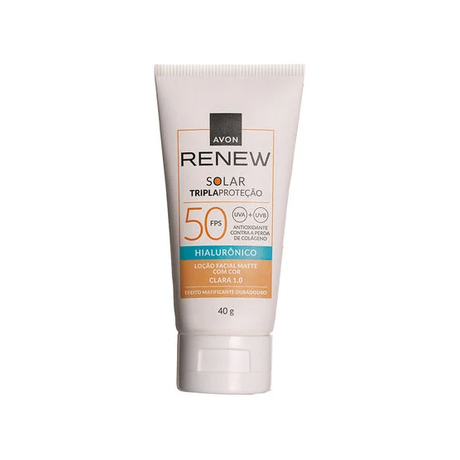 AVON
RENEW
SOLAR
TRIPLAPROTEÇÃO
50 FPS
UVA + UVB
ANTIOXIDANTE
CONTRA A PERDA
DE COLÁGENO
HIALURÔNICO
LOÇÃO FACIAL MATTE
COM COR
CLARA 1.0
EFEITO MATIFICANTE DURADOURO
40 g